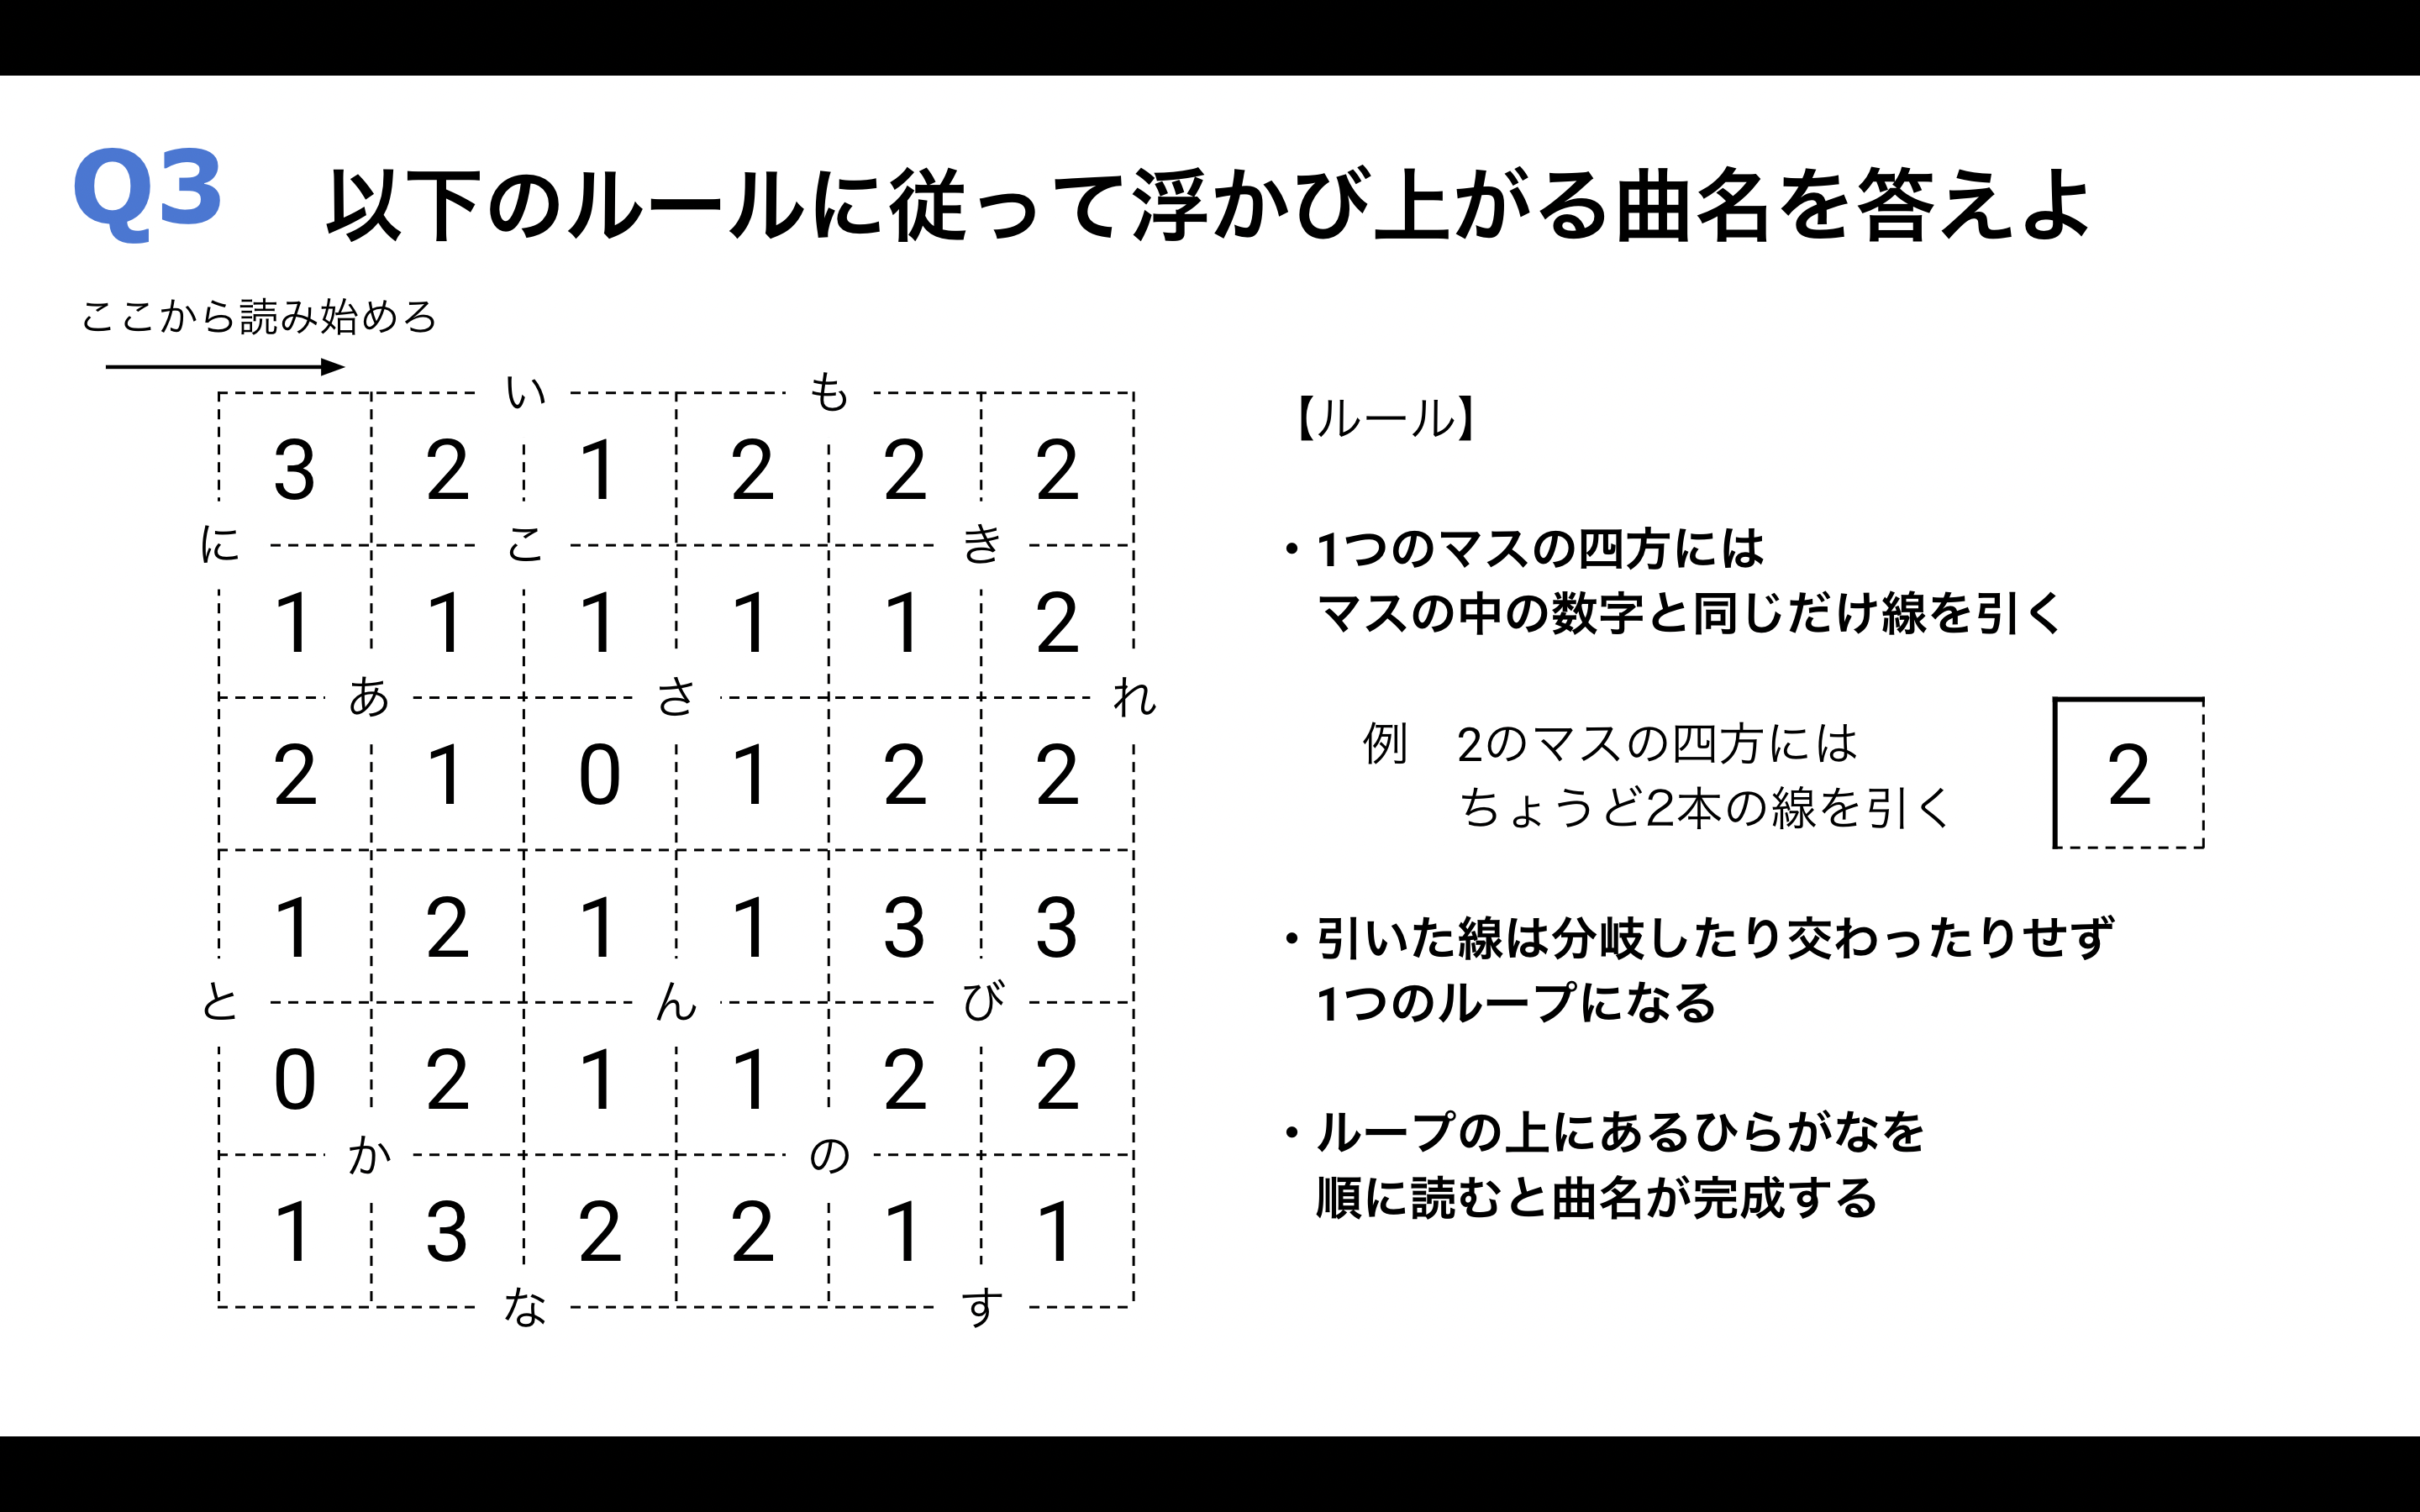 Q3 以下のルールに従って浮かび上がる曲名を答えよ
ここから読み始めろ
い も
3 2 1 2 2 2
に こ き
1 1 1 1 1 2
あ さ れ
2 1 0 1 2 2
1 2 1 1 3 3
と ん び
0 2 1 1 2 2
か の
1 3 2 2 1 1
な す
【ルール】
・1つのマスの四方には
マスの中の数字と同じだけ線を引く
例 2のマスの四方には
ちょうど2本の線を引く
2
・引いた線は分岐したり交わったりせず
1つのループになる
・ループの上にあるひらがなを
順に読むと曲名が完成する